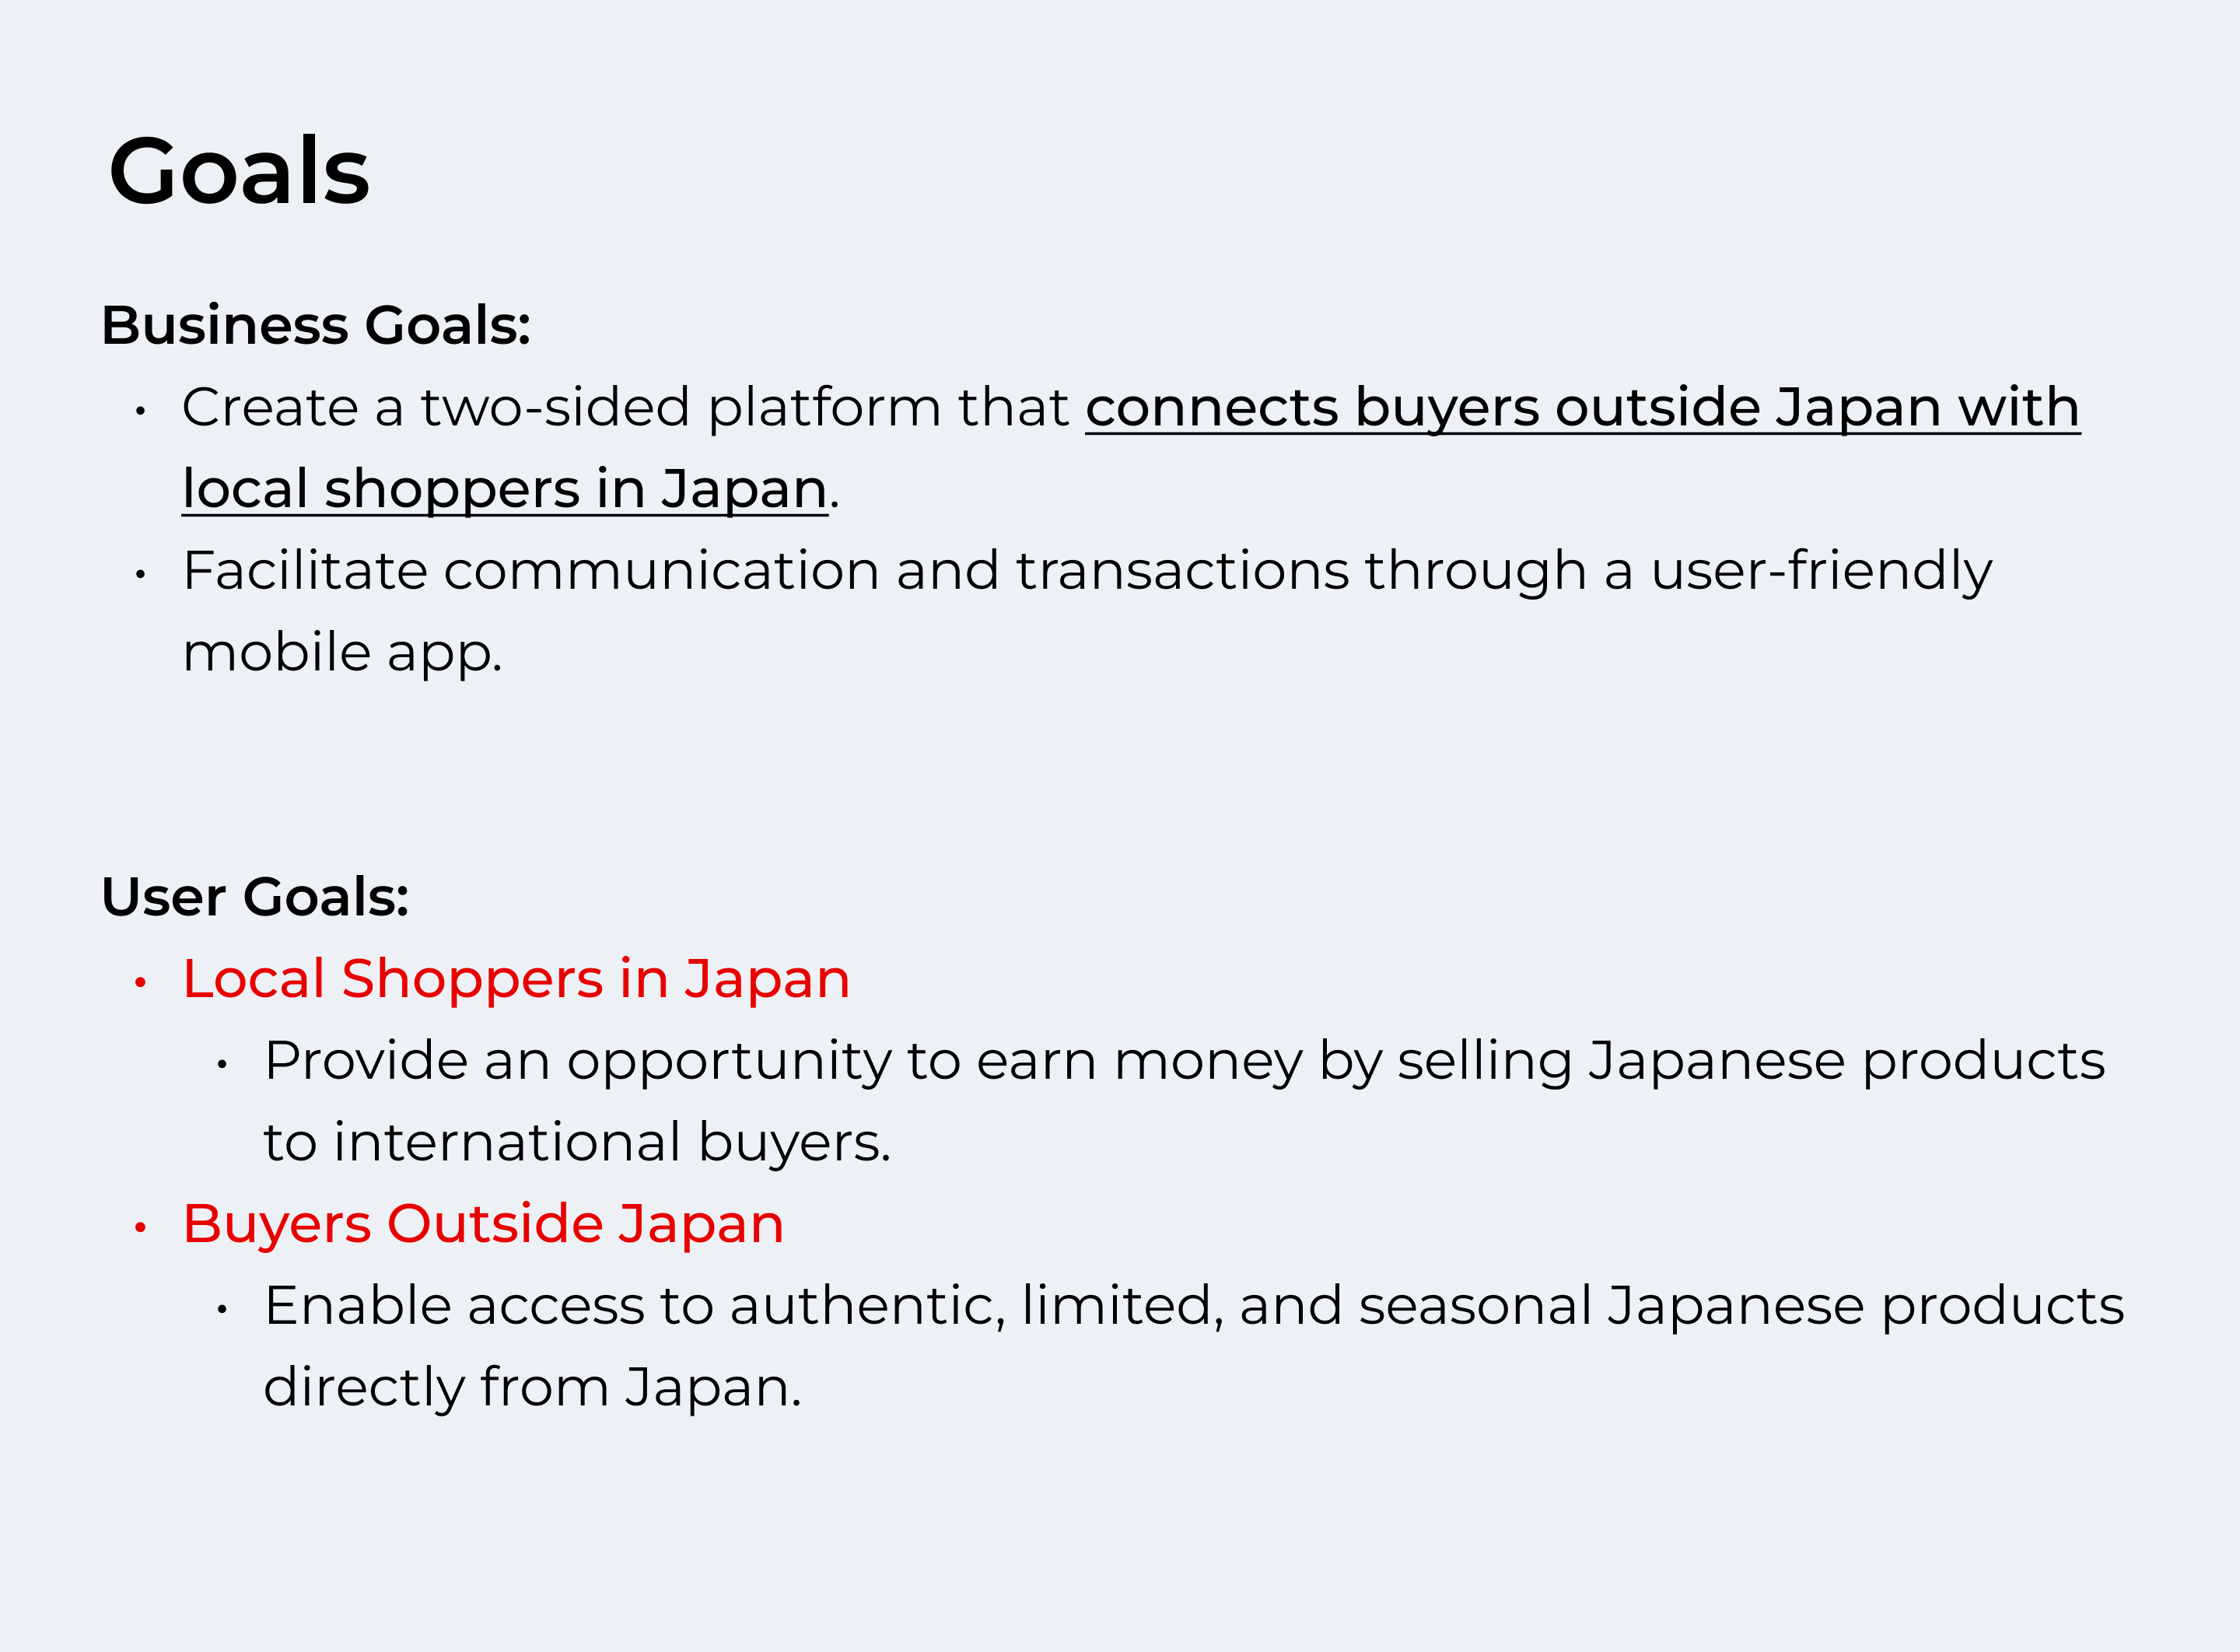 Goals
Business Goals:
• Create a two-sided platform that connects buyers outside Japan with
local shoppers in Japan.
• Facilitate communication and transactions through a user-friendly
mobile app.
User Goals:
• Local Shoppers in Japan
• Provide an opportunity to earn money by selling Japanese products
to international buyers.
• Buyers Outside Japan
• Enable access to authentic, limited, and seasonal Japanese products
directly from Japan.